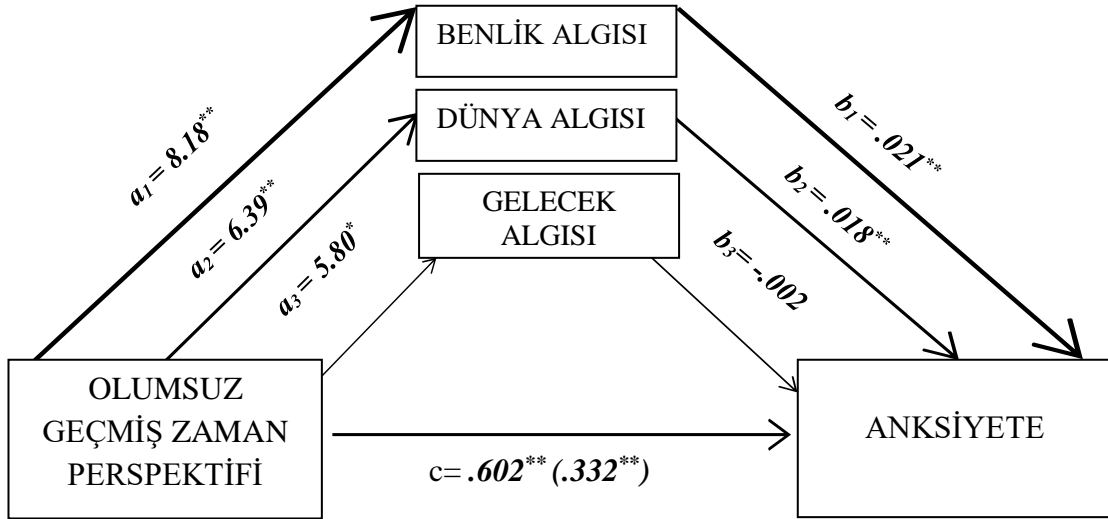 BENLİK ALGISI
DÜNYA ALGISI
GELECEK
ALGISI
a₁ = 8.18**
a₂ = 6.39**
a₃ = 5.80*
b₁ = .021**
b₂ = .018**
b₃= -.002
OLUMSUZ
GEÇMİŞ ZAMAN
PERSPEKTİFİ
ANKSİYETE
c= .602** (.332**)